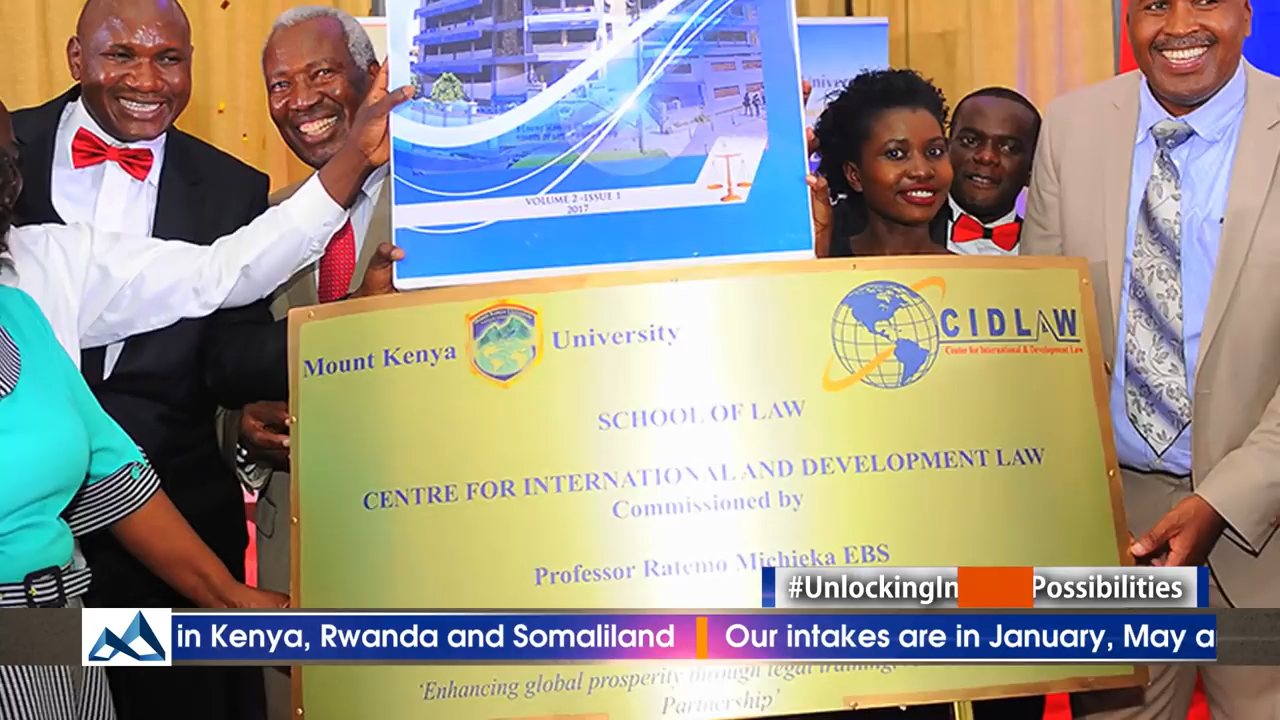 VOLUME 2 - ISSUE 1
2017
Mount Kenya University
CIDLAW
Center for International & Development Law
SCHOOL OF LAW
CENTRE FOR INTERNATIONAL AND DEVELOPMENT LAW
Commissioned by
Professor Ratemo Michieka EBS
#UnlockingIn Possibilities
in Kenya, Rwanda and Somaliland
Our intakes are in January, May a
'Enhancing global prosperity through legal training,
Partnership'